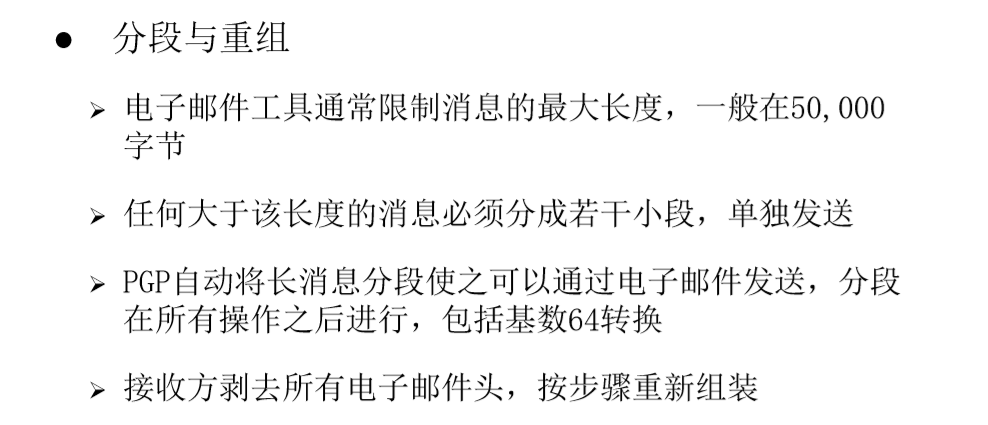 ● 分段与重组
➢ 电子邮件工具通常限制消息的最大长度，一般在50,000
字节
➢ 任何大于该长度的消息必须分成若干小段，单独发送
➢ PGP自动将长消息分段使之可以通过电子邮件发送，分段
在所有操作之后进行，包括基数64转换
➢ 接收方剥去所有电子邮件头，按步骤重新组装